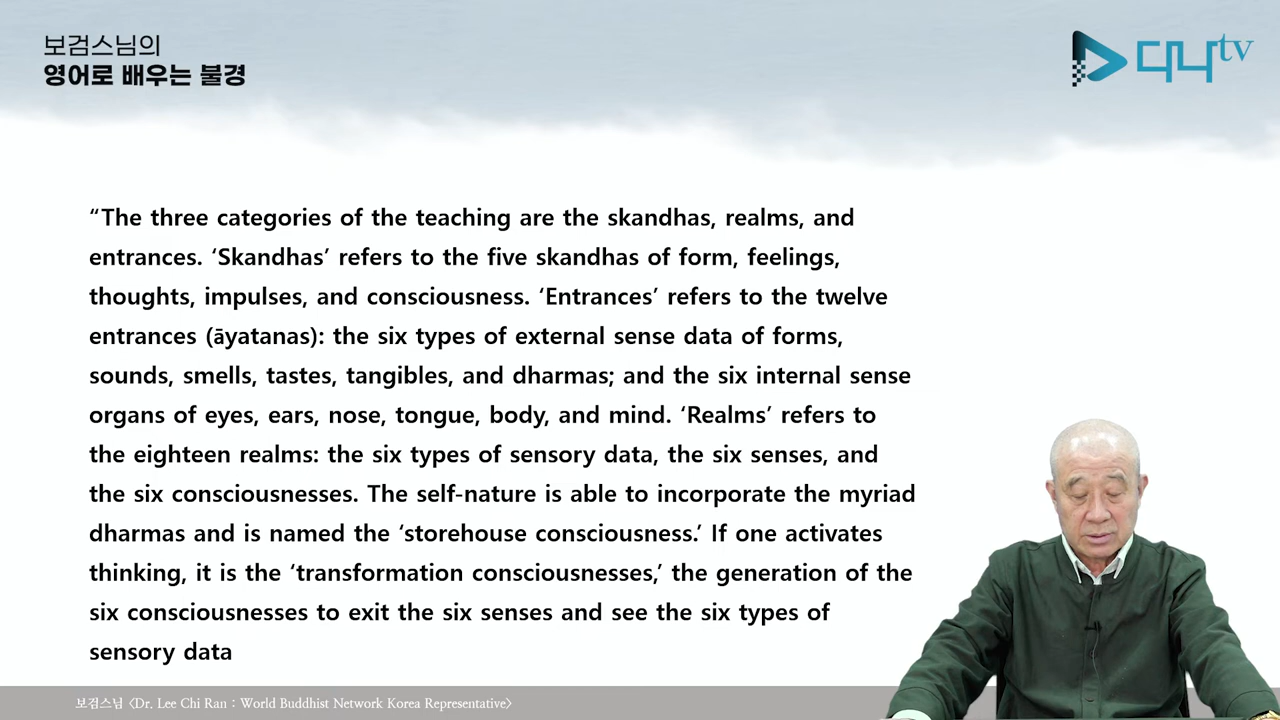 보검스님의
영어로 배우는 불경
다나tv
“The three categories of the teaching are the skandhas, realms, and
entrances. ‘Skandhas’ refers to the five skandhas of form, feelings,
thoughts, impulses, and consciousness. ‘Entrances’ refers to the twelve
entrances (āyatanas): the six types of external sense data of forms,
sounds, smells, tastes, tangibles, and dharmas; and the six internal sense
organs of eyes, ears, nose, tongue, body, and mind. ‘Realms’ refers to
the eighteen realms: the six types of sensory data, the six senses, and
the six consciousnesses. The self-nature is able to incorporate the myriad
dharmas and is named the ‘storehouse consciousness.’ If one activates
thinking, it is the ‘transformation consciousnesses,’ the generation of the
six consciousnesses to exit the six senses and see the six types of
sensory data
보검스님 <Dr. Lee Chi Ran : World Buddhist Network Korea Representative>